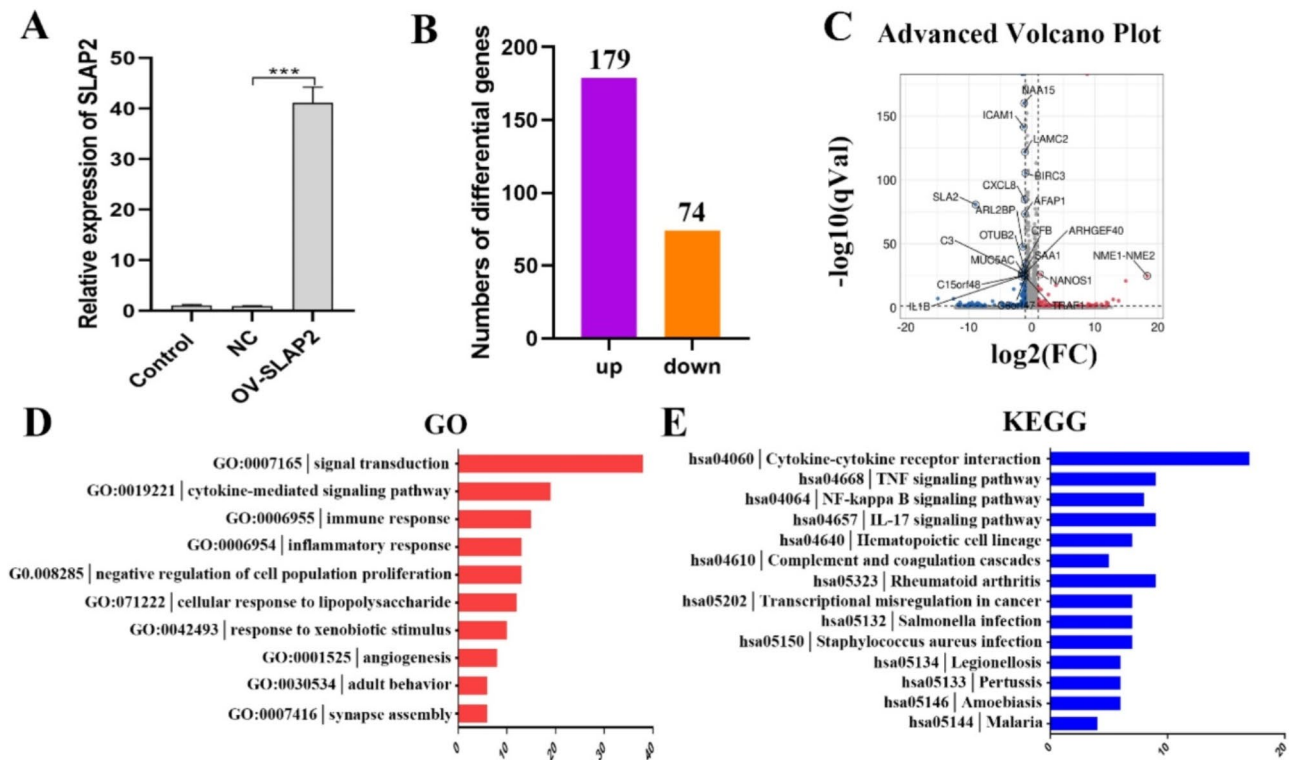 A
Relative expression of SLAP2
50
40
30
20
10
0
***
Control
NC
OV-SLAP2
B
Numbers of differential genes
200
150
100
50
0
179
74
up
down
C
Advanced Volcano Plot
-log10(qVal)
150
100
50
0
NAA15
ICAM1
LAMC2
BIRC3
CXCL8
SLA2
AFAP1
ARL2BP
CFB
ARHGEF40
OTUB2
C3
SAA1
MUC5AC
NME1-NME2
NANOS1
C15orf48
IL1B
TRAF1
-20
-10
0
10
20
log2(FC)
D
GO
GO:0007165 | signal transduction
GO:0019221 | cytokine-mediated signaling pathway
GO:0006955 | immune response
GO:0006954 | inflammatory response
G0.008285 | negative regulation of cell population proliferation
GO:071222 | cellular response to lipopolysaccharide
GO:0042493 | response to xenobiotic stimulus
GO:0001525 | angiogenesis
GO:0030534 | adult behavior
GO:0007416 | synapse assembly
0
10
20
30
40
E
KEGG
hsa04060 | Cytokine-cytokine receptor interaction
hsa04668 | TNF signaling pathway
hsa04064 | NF-kappa B signaling pathway
hsa04657 | IL-17 signaling pathway
hsa04640 | Hematopoietic cell lineage
hsa04610 | Complement and coagulation cascades
hsa05323 | Rheumatoid arthritis
hsa05202 | Transcriptional misregulation in cancer
hsa05132 | Salmonella infection
hsa05150 | Staphylococcus aureus infection
hsa05134 | Legionellosis
hsa05133 | Pertussis
hsa05146 | Amoebiasis
hsa05144 | Malaria
0
10
20